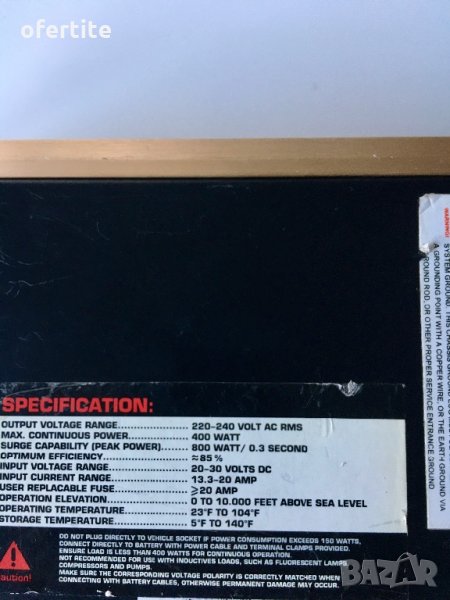 ofertite
SPECIFICATION:
OUTPUT VOLTAGE RANGE........ 220-240 VOLT AC RMS
MAX. CONTINUOUS POWER........ 400 WATT
SURGE CAPABILITY (PEAK POWER)...... 800 WATT/ 0.3 SECOND
OPTIMUM EFFICIENCY............ ≈85%
INPUT VOLTAGE RANGE........... 20-30 VOLTS DC
INPUT CURRENT RANGE........... 13.3-20 AMP
USER REPLACABLE FUSE......... ≥20 AMP
OPERATION ELEVATION........... 0 TO 10.000 FEET ABOVE SEA LEVEL
OPERATING TEMPERATURE........ 23°F TO 104°F
STORAGE TEMPERATURE.......... 5°F TO 140°F
DO NOT PLUG DIRECTLY TO VEHICLE SOCKET IF POWER CONSUMPTION EXCEEDS 150 WATTS,
CONNECT DIRECTLY TO BATTERY WITH POWER CABLE AND TERMINAL CLAMPS PROVIDED.
ENSURE LOAD IS LESS THAN 400 WATTS FOR CONTINUOUS OPERATION.
NOT RECOMMENDED FOR USE WITH INDUCTIVES LOADS, SUCH AS FLUORESCENT LAMPS,
COMPRESSORS AND PUMPS.
MAKE SURE THE CORRESPONDING VOLTAGE POLARITY IS CORRECTLY MATCHED WHEN
CONNECTING WITH BATTERY CABLES, OTHERWISE PERMANENT DAMAGES MAY OCCUR.
aution!
WARNING!
SYSTEM GROUND: THIS CHASSIS GROUND
A GROUNDING POINT WITH A COPPER WIRE, OR THE EARTH GROUND VIA
GROUND ROD, OR OTHER PROPER SERVICE ENTRANCE GROUND
BAZAR.bg